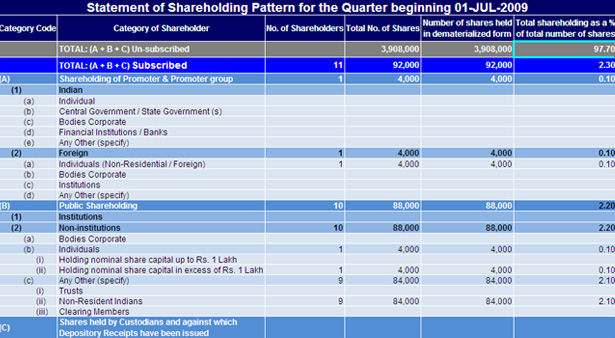 Statement of Shareholding Pattern for the Quarter beginning 01-JUL-2009
Category Code Category of Shareholder No. of Shareholders Total No. of Shares Number of shares held in dematerialized form Total shareholding as a % of total number of shares
TOTAL: (A + B + C) Un-subscribed 3,908,000 3,908,000 97.70
TOTAL: (A + B + C) Subscribed 11 92,000 92,000 2.30
(A) Shareholding of Promoter & Promoter group 1 4,000 4,000 0.10
(1) Indian
(a) Individual
(b) Central Government / State Government (s)
(c) Bodies Corporate
(d) Financial Institutions / Banks
(e) Any Other (specify)
(2) Foreign 1 4,000 4,000 0.10
(a) Individuals (Non-Residential / Foreign) 1 4,000 4,000 0.10
(b) Bodies Corporate
(c) Institutions
(d) Any Other (specify)
(B) Public Shareholding 10 88,000 88,000 2.20
(1) Institutions
(2) Non-institutions 10 88,000 88,000 2.20
(a) Bodies Corporate
(b) Individuals 1 4,000 4,000 0.10
(i) Holding nominal share capital up to Rs. 1 Lakh
(ii) Holding nominal share capital in excess of Rs. 1 Lakh 1 4,000 4,000 0.10
(c) Any Other (specify) 9 84,000 84,000 2.10
(i) Trusts
(ii) Non-Resident Indians 9 84,000 84,000 2.10
(iii) Clearing Members
(C) Shares held by Custodians and against which
Depository Receipts have been issued